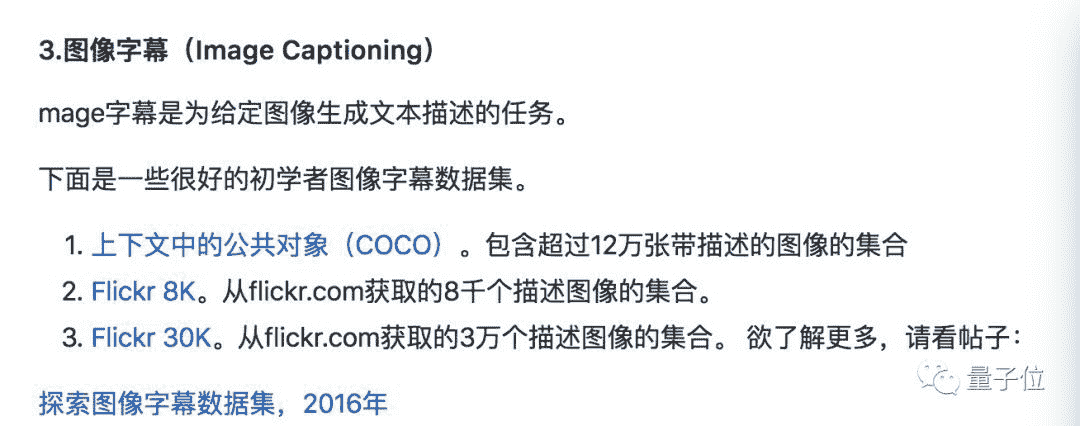 3.图像字幕（Image Captioning）
mage字幕是为给定图像生成文本描述的任务。
下面是一些很好的初学者图像字幕数据集。
1. 上下文中的公共对象（COCO）。包含超过12万张带描述的图像的集合
2. Flickr 8K。从flickr.com获取的8千个描述图像的集合。
3. Flickr 30K。从flickr.com获取的3万个描述图像的集合。 欲了解更多，请看帖子：
量子位
探索图像字幕数据集，2016年